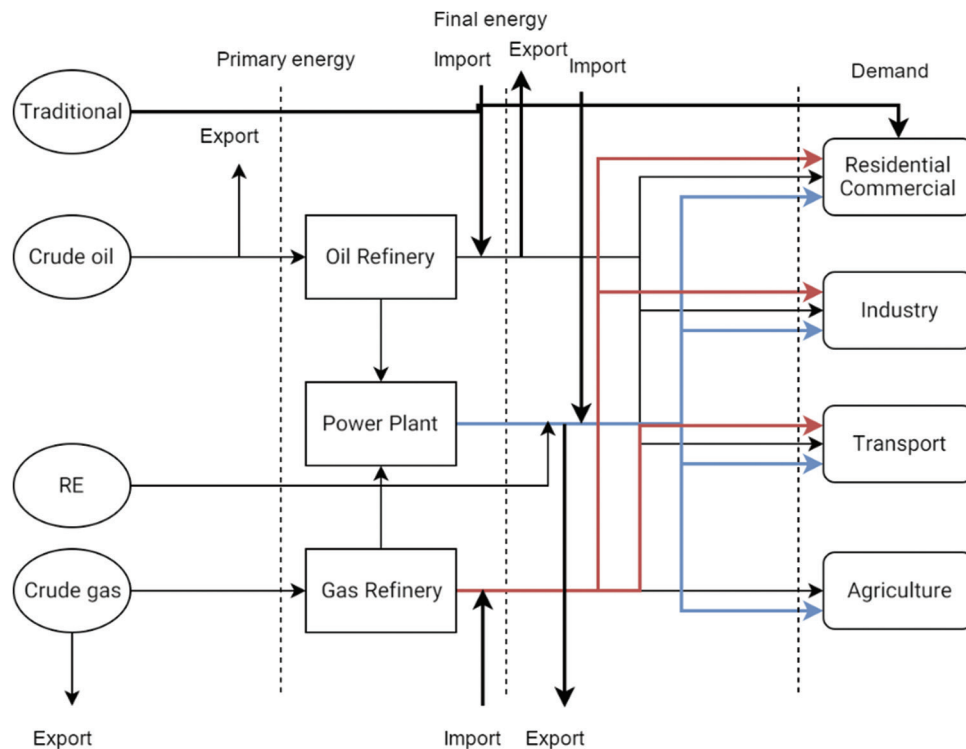 Final energy
Primary energy
Import
Export
Import
Demand
Traditional
Export
Residential
Commercial
Crude oil
Oil Refinery
Industry
Power Plant
Transport
RE
Crude gas
Gas Refinery
Agriculture
Export
Import
Export